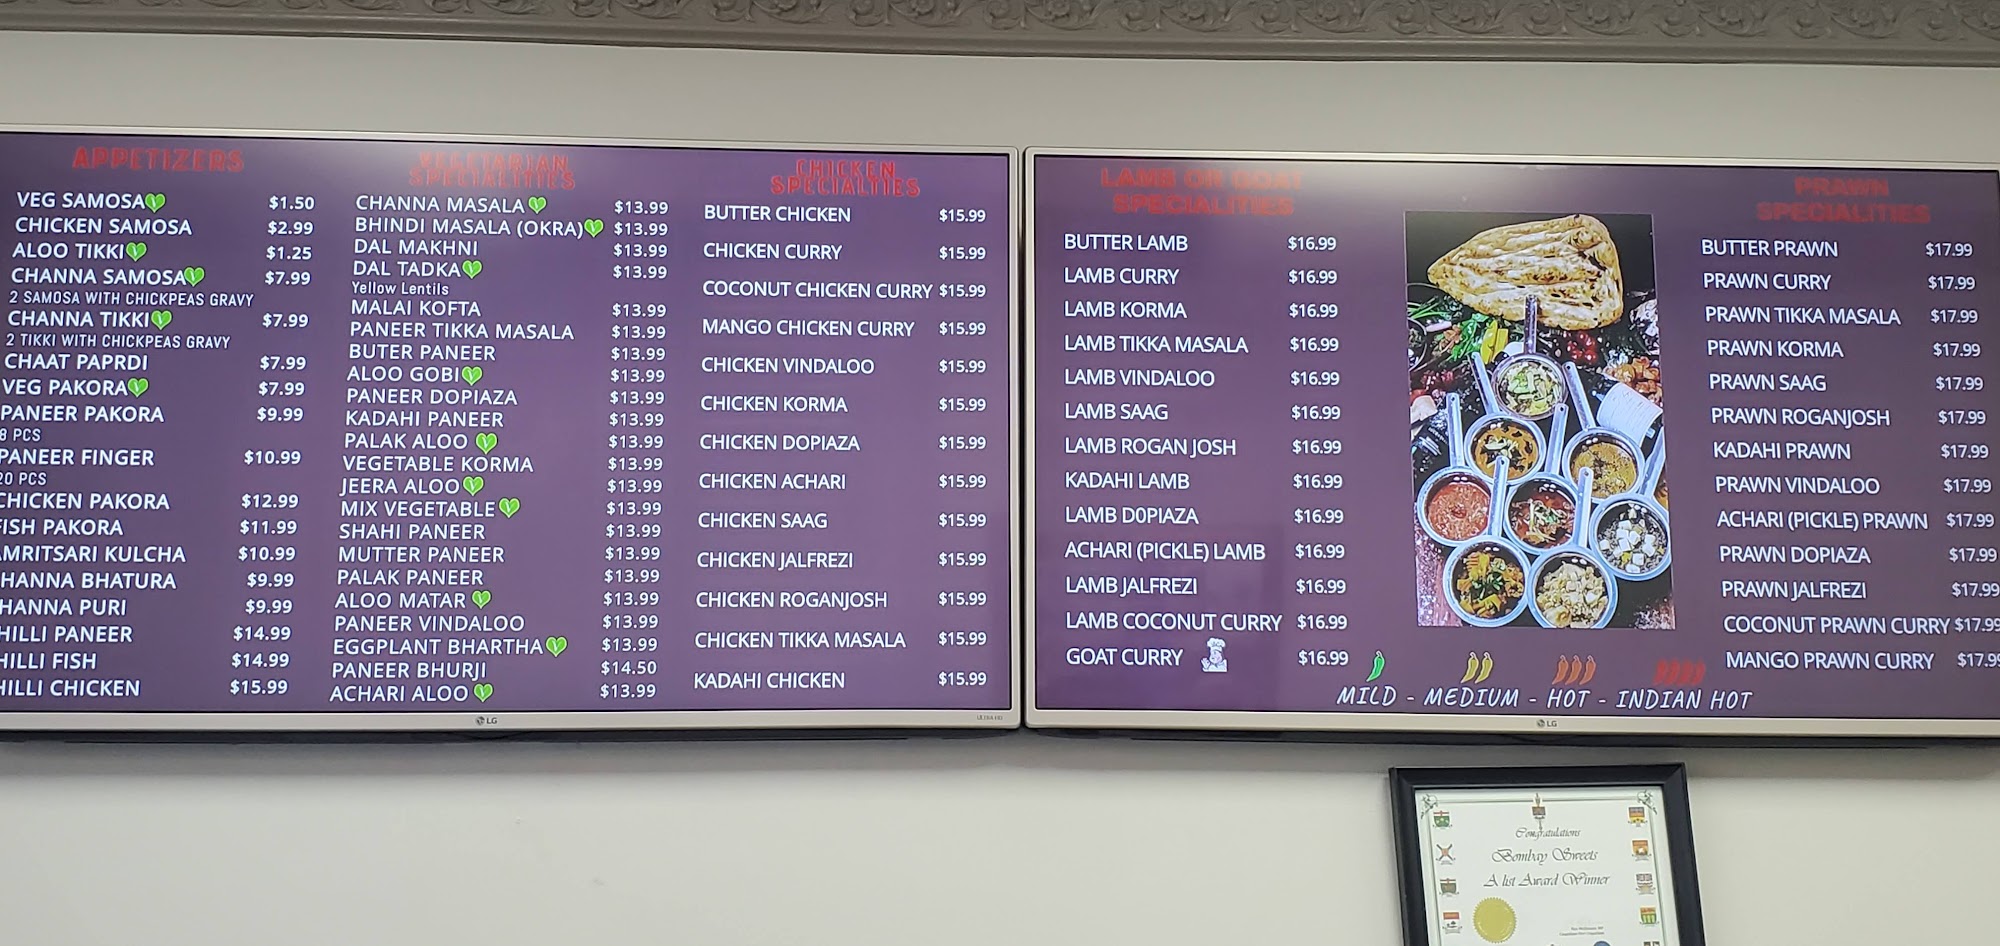 APPETIZERS
VEG SAMOSA $1.50
CHICKEN SAMOSA $2.99
ALOO TIKKI $1.25
CHANNA SAMOSA $7.99
2 SAMOSA WITH CHICKPEAS GRAVY
CHANNA TIKKI $7.99
2 TIKKI WITH CHICKPEAS GRAVY
CHAAT PAPRDI $7.99
VEG PAKORA $7.99
PANEER PAKORA $9.99
8 PCS
PANEER FINGER $10.99
20 PCS
CHICKEN PAKORA $12.99
FISH PAKORA $11.99
AMRITSARI KULCHA $10.99
HANNA BHATURA $9.99
HANNA PURI $9.99
HILLI PANEER $14.99
HILLI FISH $14.99
HILLI CHICKEN $15.99
VEGETARIAN
SPECIALITIES
CHANNA MASALA $13.99
BHINDI MASALA (OKRA) $13.99
DAL MAKHNI $13.99
DAL TADKA $13.99
Yellow Lentils
MALAI KOFTA $13.99
PANEER TIKKA MASALA $13.99
BUTER PANEER $13.99
ALOO GOBI $13.99
PANEER DOPIAZA $13.99
KADAHI PANEER $13.99
PALAK ALOO $13.99
VEGETABLE KORMA $13.99
JEERA ALOO $13.99
MIX VEGETABLE $13.99
SHAHI PANEER $13.99
MUTTER PANEER $13.99
PALAK PANEER $13.99
ALOO MATAR $13.99
PANEER VINDALOO $13.99
EGGPLANT BHARTHA $13.99
PANEER BHURJI $14.50
ACHARI ALOO $13.99
CHICKEN
SPECIALTIES
BUTTER CHICKEN $15.99
CHICKEN CURRY $15.99
COCONUT CHICKEN CURRY $15.99
MANGO CHICKEN CURRY $15.99
CHICKEN VINDALOO $15.99
CHICKEN KORMA $15.99
CHICKEN DOPIAZA $15.99
CHICKEN ACHARI $15.99
CHICKEN SAAG $15.99
CHICKEN JALFREZI $15.99
CHICKEN ROGANJOSH $15.99
CHICKEN TIKKA MASALA $15.99
KADAHI CHICKEN $15.99
LG
ULTRA HD
LAMB OR GOAT
SPECIALITIES
BUTTER LAMB $16.99
LAMB CURRY $16.99
LAMB KORMA $16.99
LAMB TIKKA MASALA $16.99
LAMB VINDALOO $16.99
LAMB SAAG $16.99
LAMB ROGAN JOSH $16.99
KADAHI LAMB $16.99
LAMB D0PIAZA $16.99
ACHARI (PICKLE) LAMB $16.99
LAMB JALFREZI $16.99
LAMB COCONUT CURRY $16.99
GOAT CURRY $16.99
PRAWN
SPECIALITIES
BUTTER PRAWN $17.99
PRAWN CURRY $17.99
PRAWN TIKKA MASALA $17.99
PRAWN KORMA $17.99
PRAWN SAAG $17.99
PRAWN ROGANJOSH $17.99
KADAHI PRAWN $17.99
PRAWN VINDALOO $17.99
ACHARI (PICKLE) PRAWN $17.99
PRAWN DOPIAZA $17.99
PRAWN JALFREZI $17.99
COCONUT PRAWN CURRY $17.99
MANGO PRAWN CURRY $17.99
MILD - MEDIUM - HOT - INDIAN HOT
LG
Congratulations
Bombay Sweets
A list Award Winner